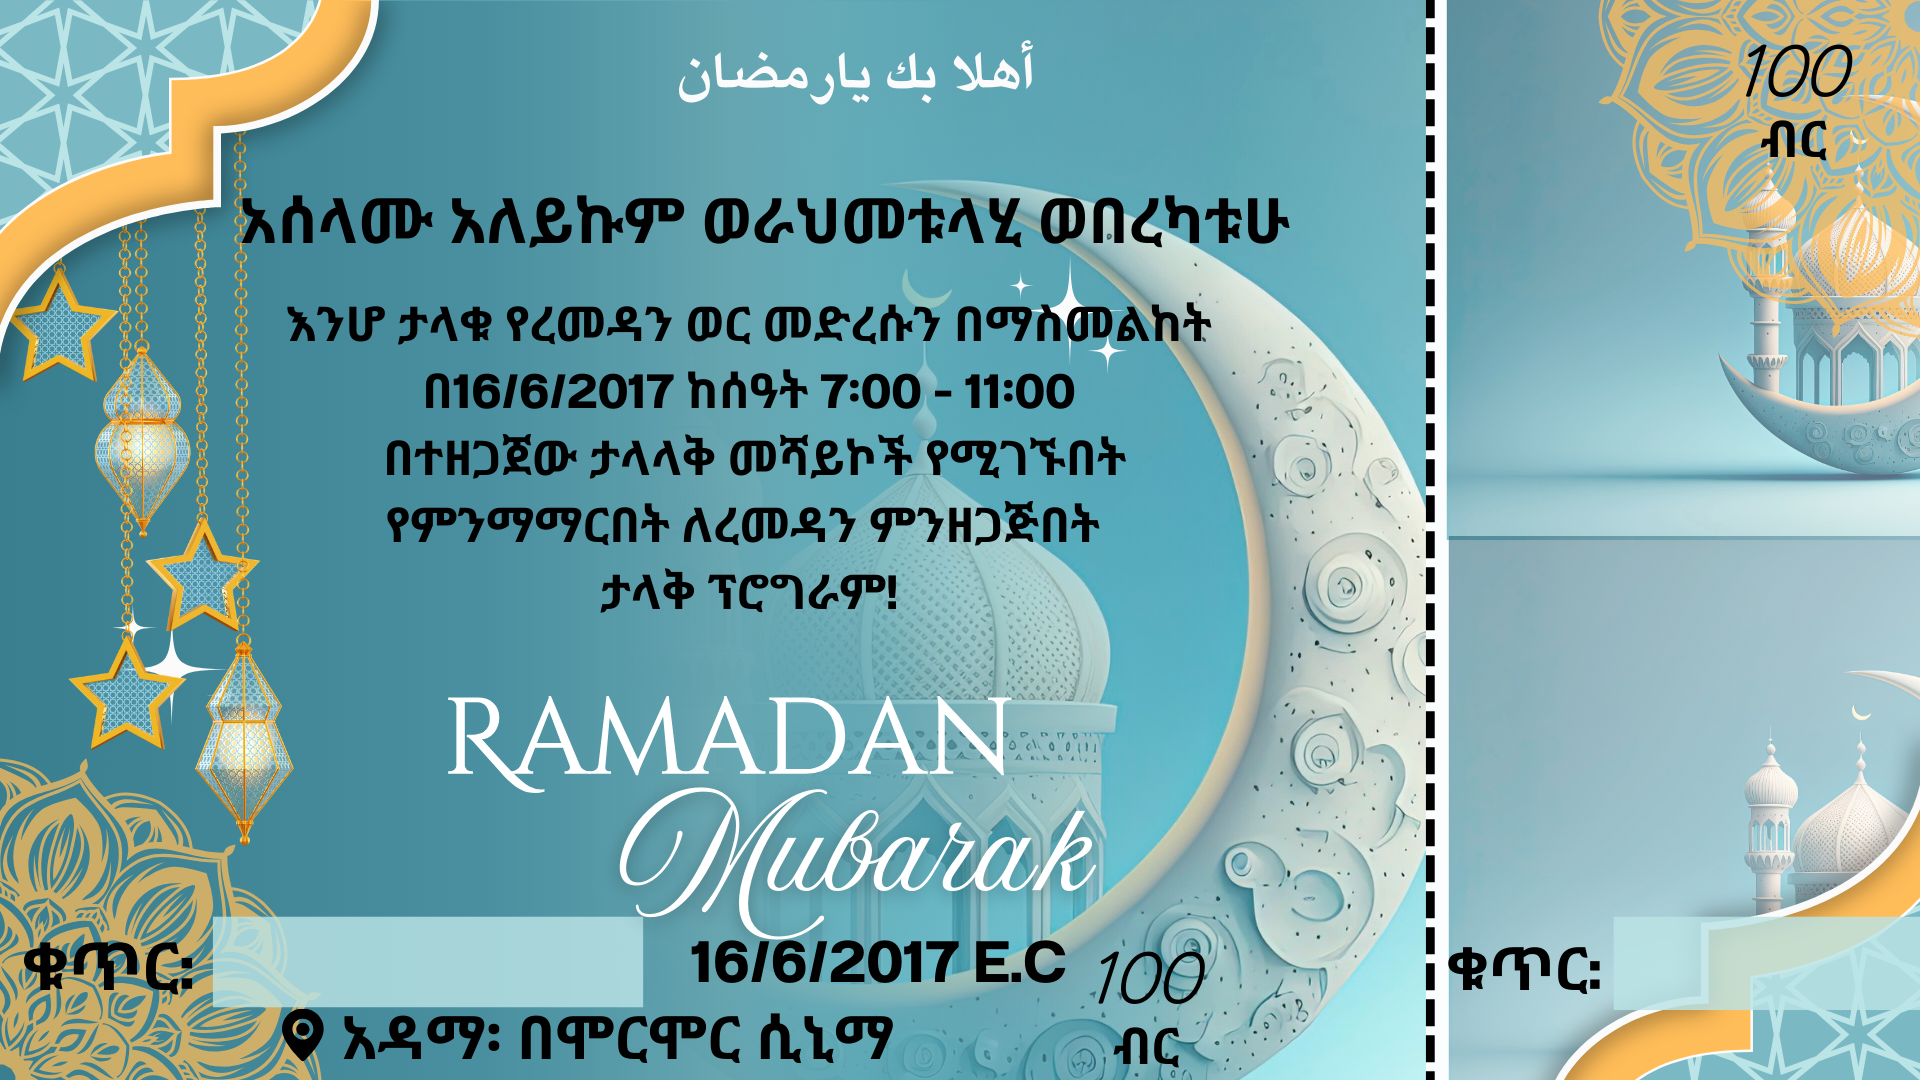 أهلا بك يارمضان
አሰላሙ አለይኩም ወራህመቱላሂ ወበረካቱሁ
እንሆ ታላቁ የረመዳን ወር መድረሱን በማስመልከት
በ16/6/2017 ከሰዓት 7:00 - 11:00
በተዘጋጀው ታላላቅ መሻይኮች የሚገኙበት
የምንማማርበት ለረመዳን ምንዘጋጅበት
ታላቅ ፕሮግራም!
RAMADAN
Mubarak
ቁጥር:
16/6/2017 E.C
100
ብር
አዳማ፡ በሞርሞር ሲኒማ
100
ብር
ቁጥር: